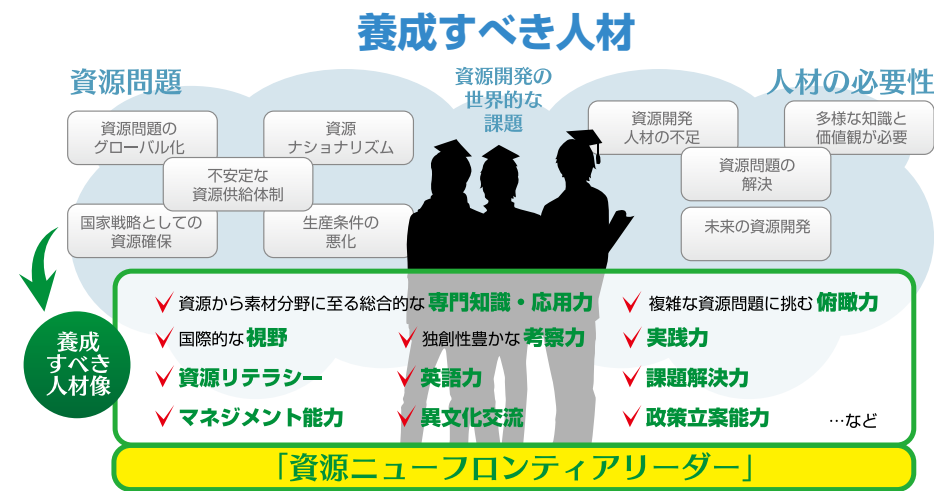 養成すべき人材
資源問題
資源開発の
世界的な
課題
人材の必要性
資源問題の
グローバル化
資源
ナショナリズム
不安定な
資源供給体制
国家戦略としての
資源確保
生産条件の
悪化
資源開発
人材の不足
多様な知識と
価値観が必要
資源問題の
解決
未来の資源開発
養成
すべき
人材像
資源から素材分野に至る総合的な 専門知識・応用力
複雑な資源問題に挑む 俯瞰力
国際的な 視野
独創性豊かな 考察力
実践力
資源リテラシー
英語力
課題解決力
マネジメント能力
異文化交流
政策立案能力
…など
「資源ニューフロンティアリーダー」